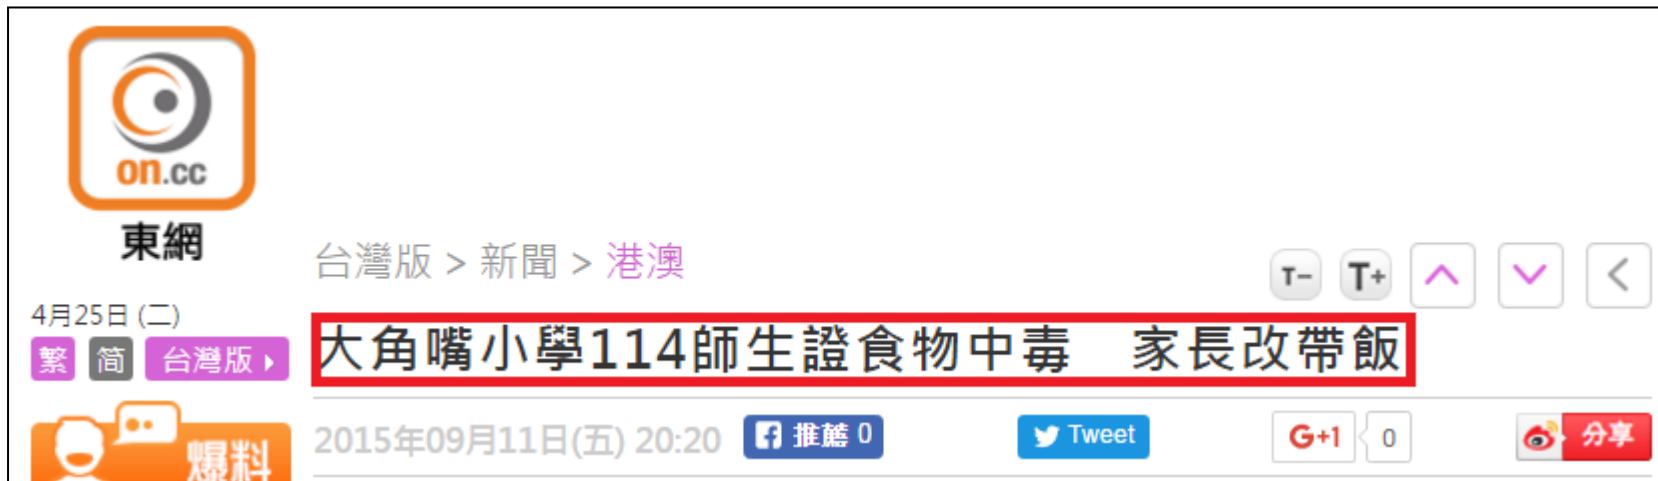 on.cc
東網
台灣版 > 新聞 > 港澳
T- T+
4月25日 (二)
繁 简 台灣版
大角嘴小學114師生證食物中毒 家長改帶飯
爆料
2015年09月11日(五) 20:20 推薦 0 Tweet G+1 0 分享